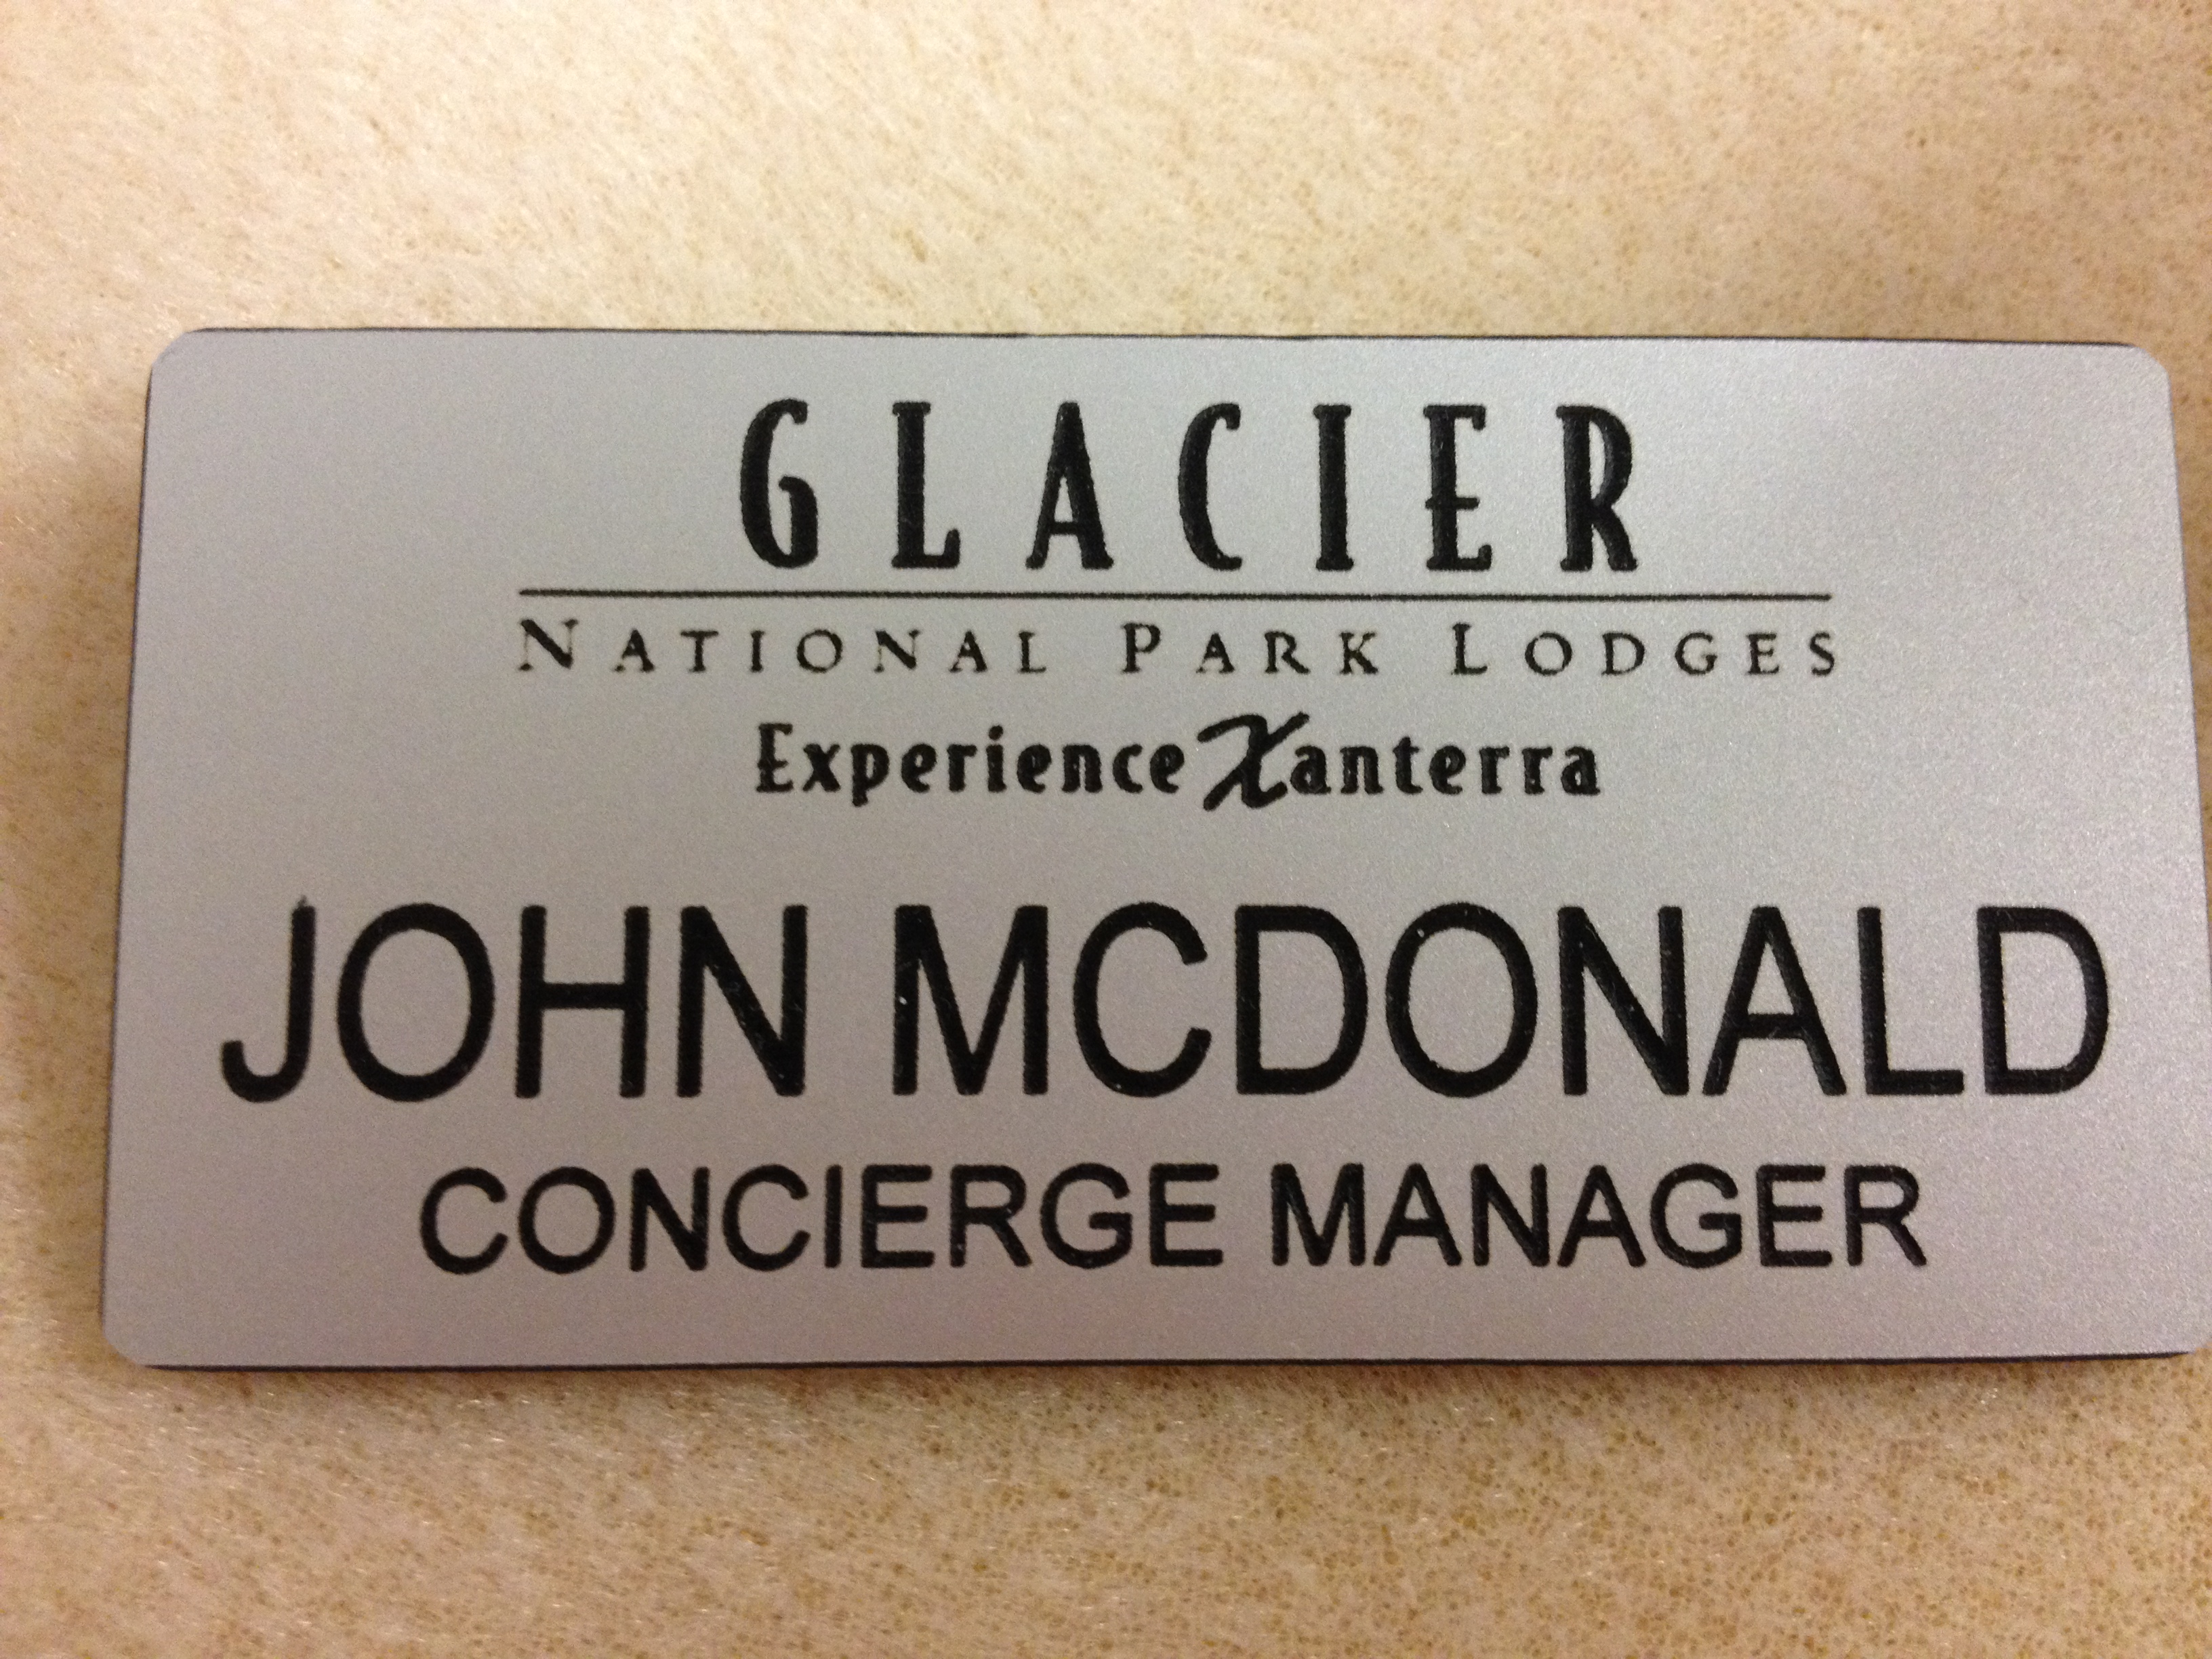 GLACIER
NATIONAL PARK LODGES
Experience Xanterra
JOHN MCDONALD
CONCIERGE MANAGER